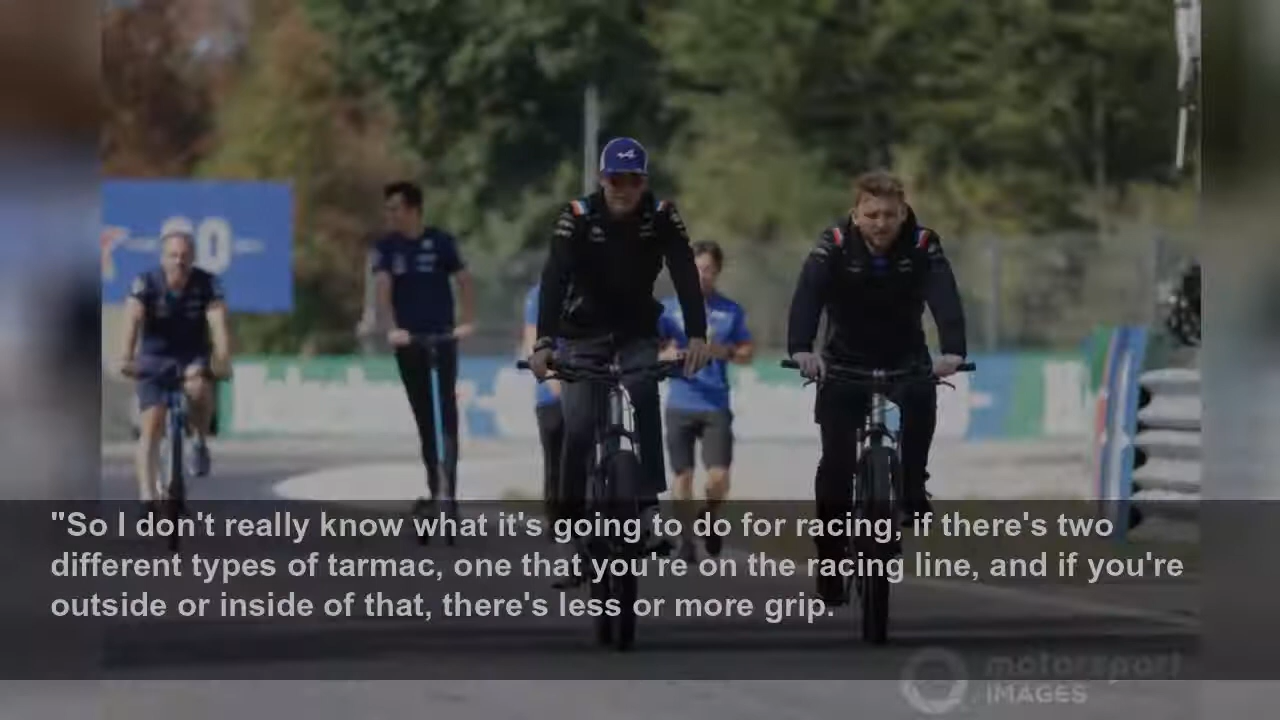 "So I don't really know what it's going to do for racing, if there's two
different types of tarmac, one that you're on the racing line, and if you're
outside or inside of that, there's less or more grip.
motorsport
IMAGES